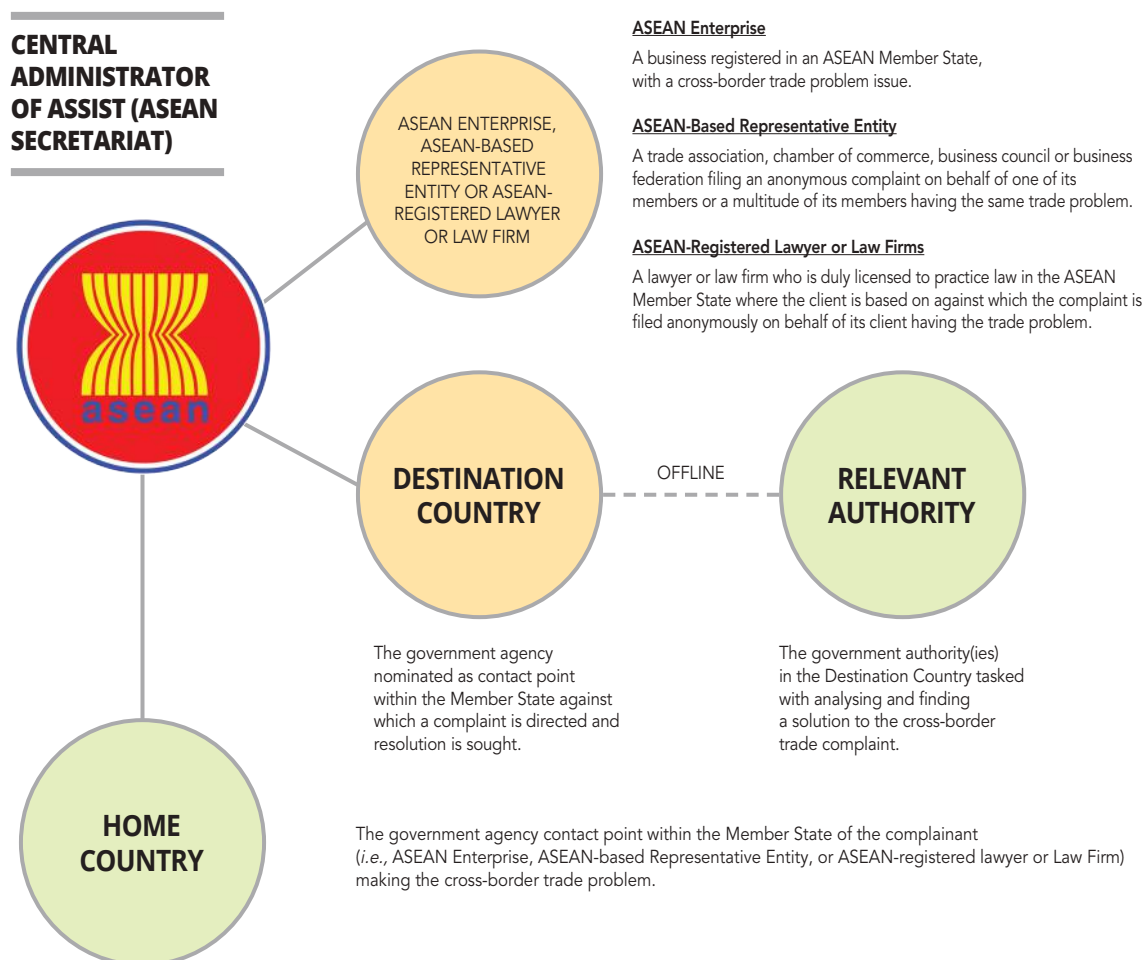 CENTRAL
ADMINISTRATOR
OF ASSIST (ASEAN
SECRETARIAT)
asean
ASEAN ENTERPRISE,
ASEAN-BASED
REPRESENTATIVE
ENTITY OR ASEAN-
REGISTERED LAWYER
OR LAW FIRM
ASEAN Enterprise
A business registered in an ASEAN Member State,
with a cross-border trade problem issue.
ASEAN-Based Representative Entity
A trade association, chamber of commerce, business council or business
federation filing an anonymous complaint on behalf of one of its
members or a multitude of its members having the same trade problem.
ASEAN-Registered Lawyer or Law Firms
A lawyer or law firm who is duly licensed to practice law in the ASEAN
Member State where the client is based on against which the complaint is
filed anonymously on behalf of its client having the trade problem.
DESTINATION
COUNTRY
OFFLINE
RELEVANT
AUTHORITY
The government agency
nominated as contact point
within the Member State against
which a complaint is directed and
resolution is sought.
The government authority(ies)
in the Destination Country tasked
with analysing and finding
a solution to the cross-border
trade complaint.
HOME
COUNTRY
The government agency contact point within the Member State of the complainant
(i.e., ASEAN Enterprise, ASEAN-based Representative Entity, or ASEAN-registered lawyer or Law Firm)
making the cross-border trade problem.